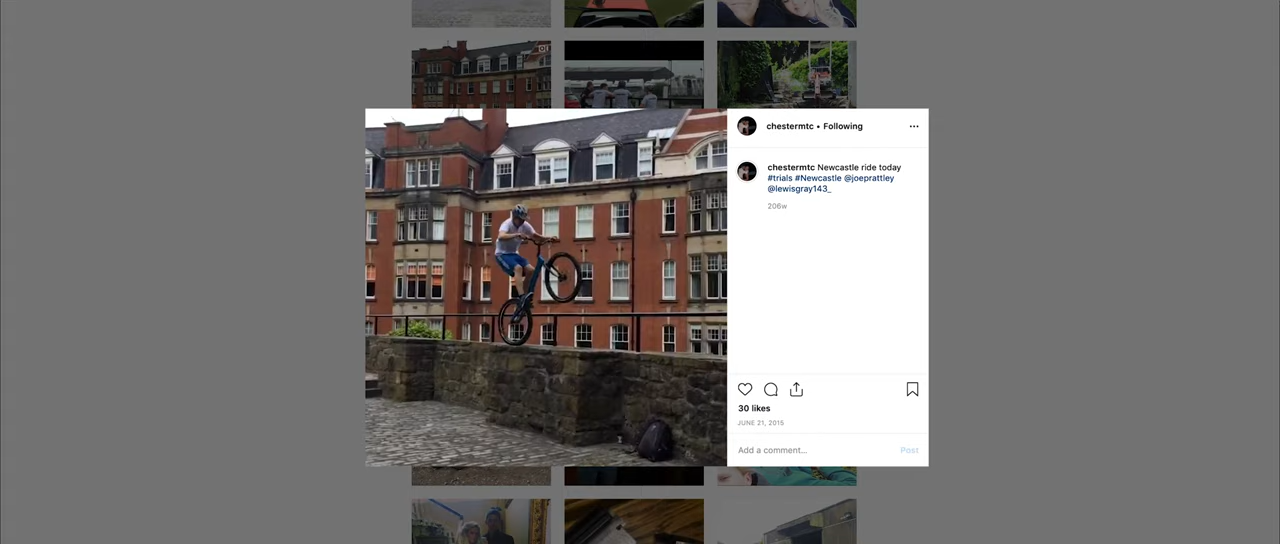 chestermtc • Following
chestermtc Newcastle ride today
#trials #Newcastle @joeprattley
@lewisgray143_
206w
30 likes
JUNE 21, 2015
Add a comment...
Post